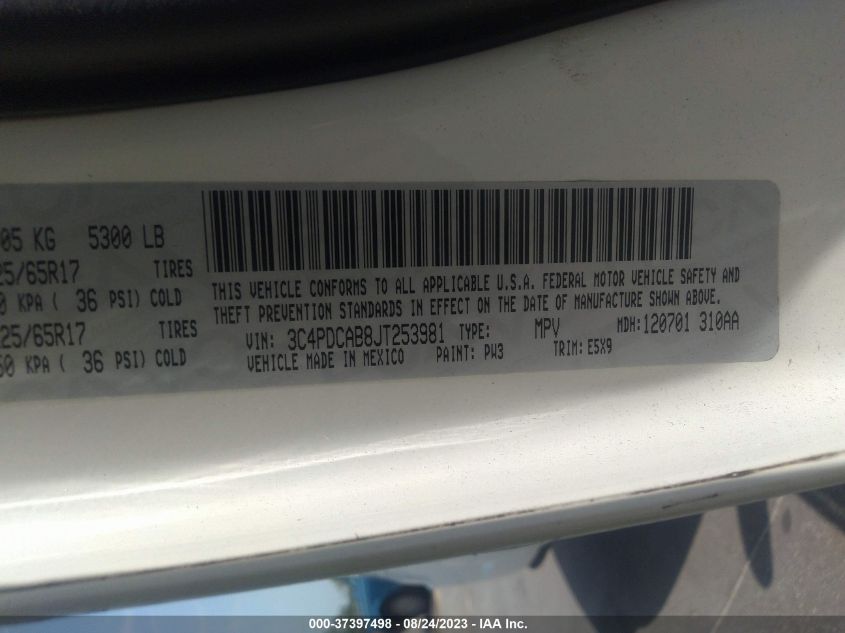 05 KG 5300 LB
25/65R17 TIRES
0 KPA ( 36 PSI) COLD
25/65R17 TIRES
50 KPA ( 36 PSI) COLD
THIS VEHICLE CONFORMS TO ALL APPLICABLE U.S.A. FEDERAL MOTOR VEHICLE SAFETY AND
THEFT PREVENTION STANDARDS IN EFFECT ON THE DATE OF MANUFACTURE SHOWN ABOVE.
VIN: 3C4PDCAB8JT253981 TYPE: MPV MDH:120701 310AA
VEHICLE MADE IN MEXICO PAINT: PW3 TRIM: E5X9
000-37397498 - 08/24/2023 - IAA Inc.